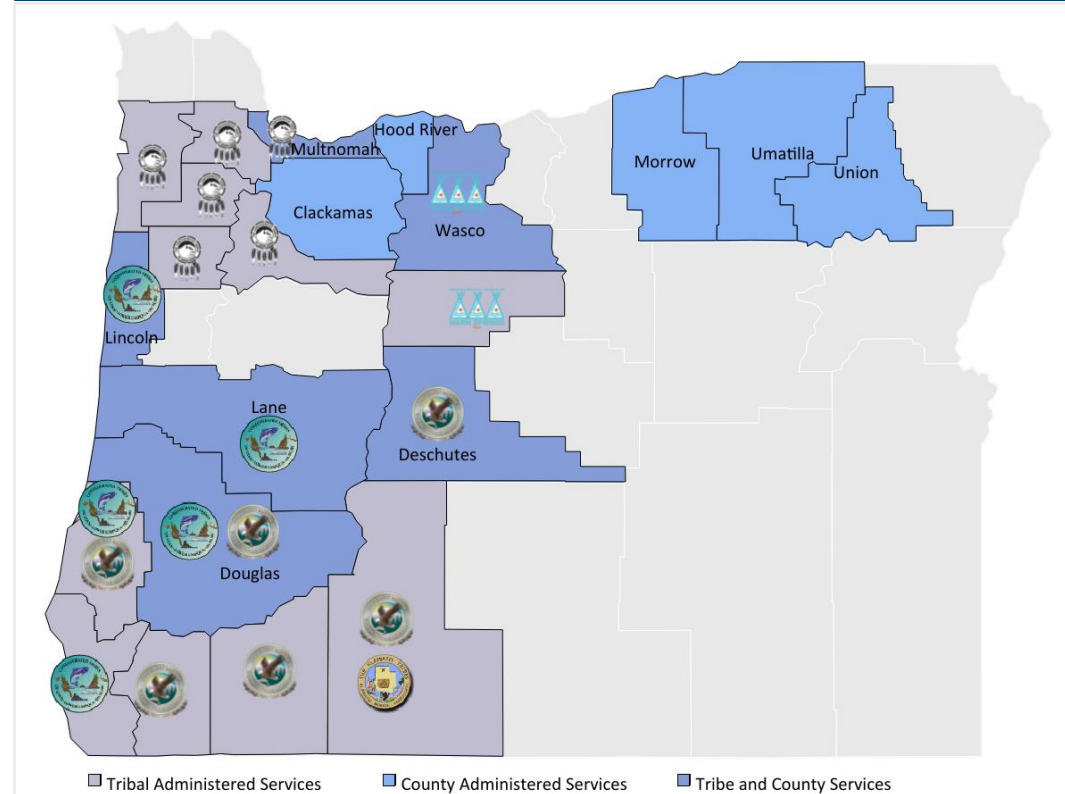 Hood River
Multnomah
Morrow
Umatilla
Union
Clackamas
Wasco
Lincoln
Lane
Deschutes
Douglas
Tribal Administered Services
County Administered Services
Tribe and County Services